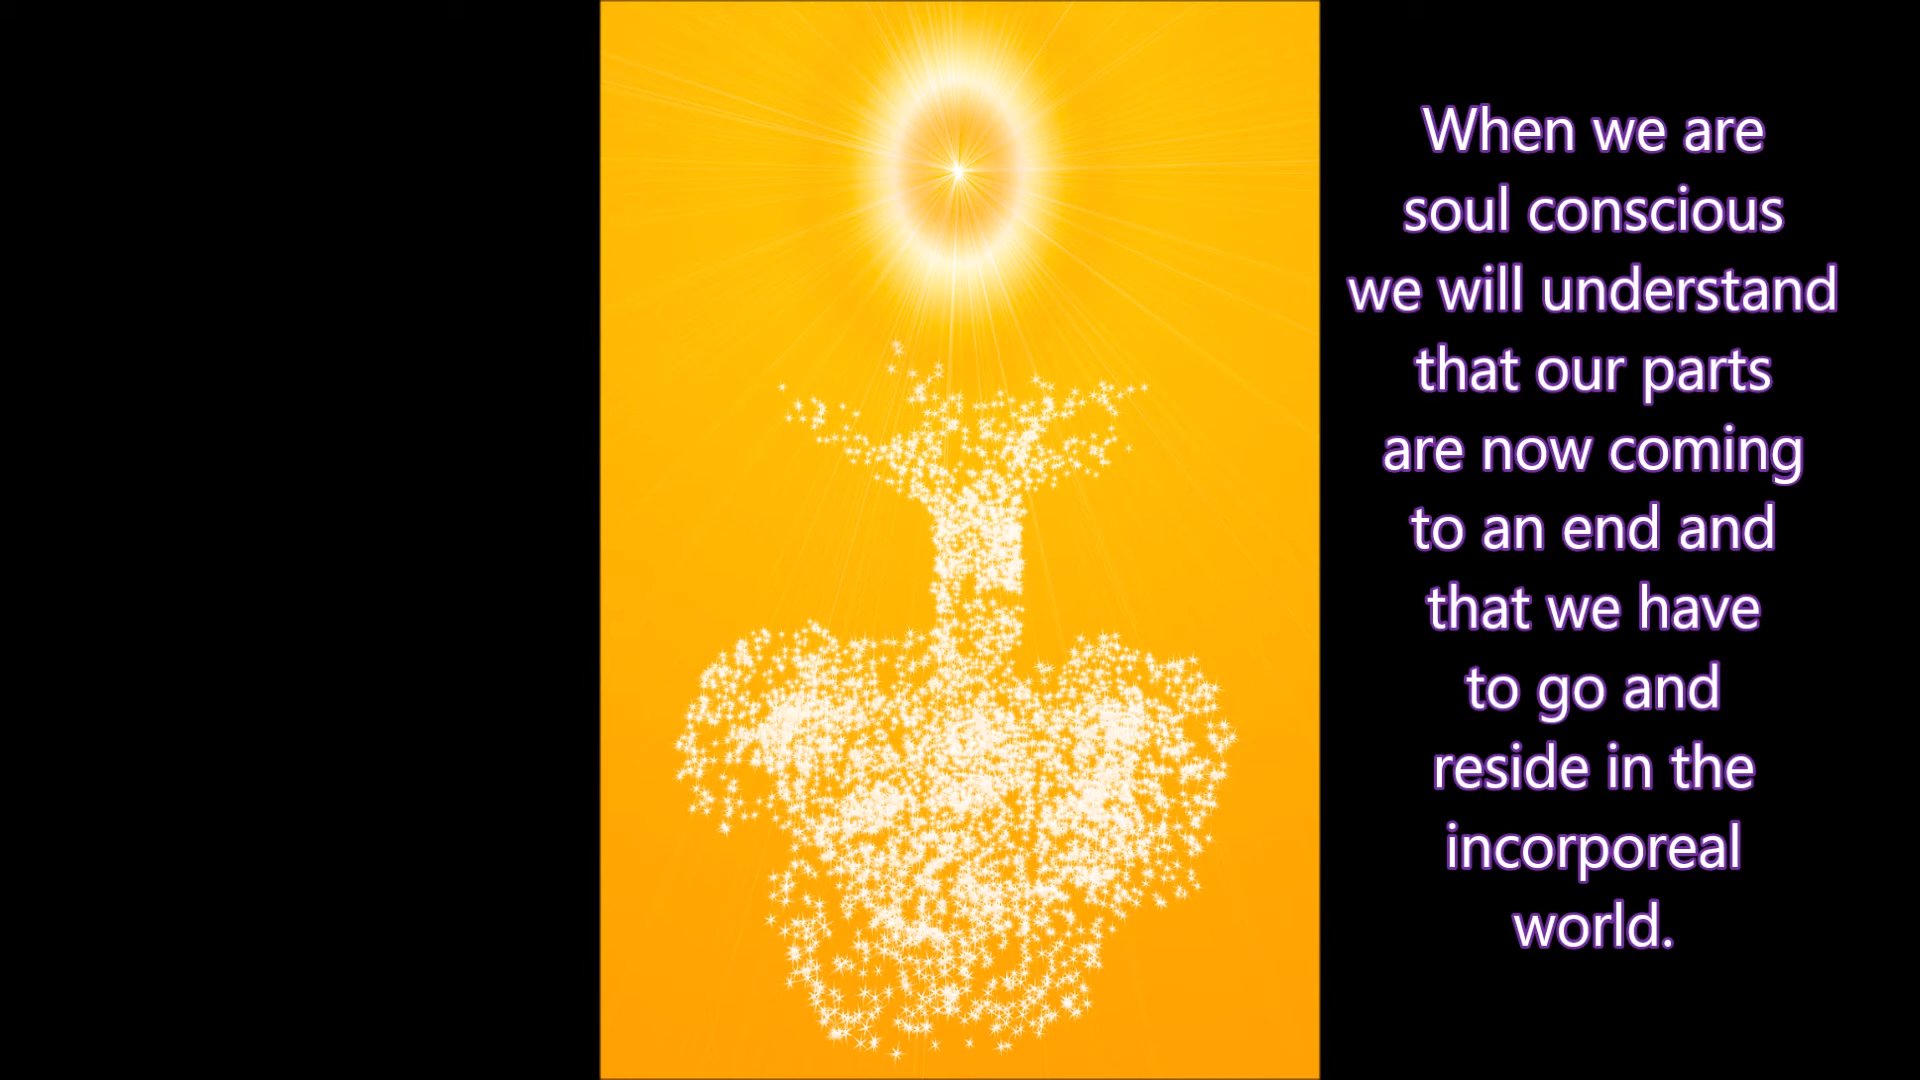 When we are
soul conscious
we will understand
that our parts
are now coming
to an end and
that we have
to go and
reside in the
incorporeal
world.